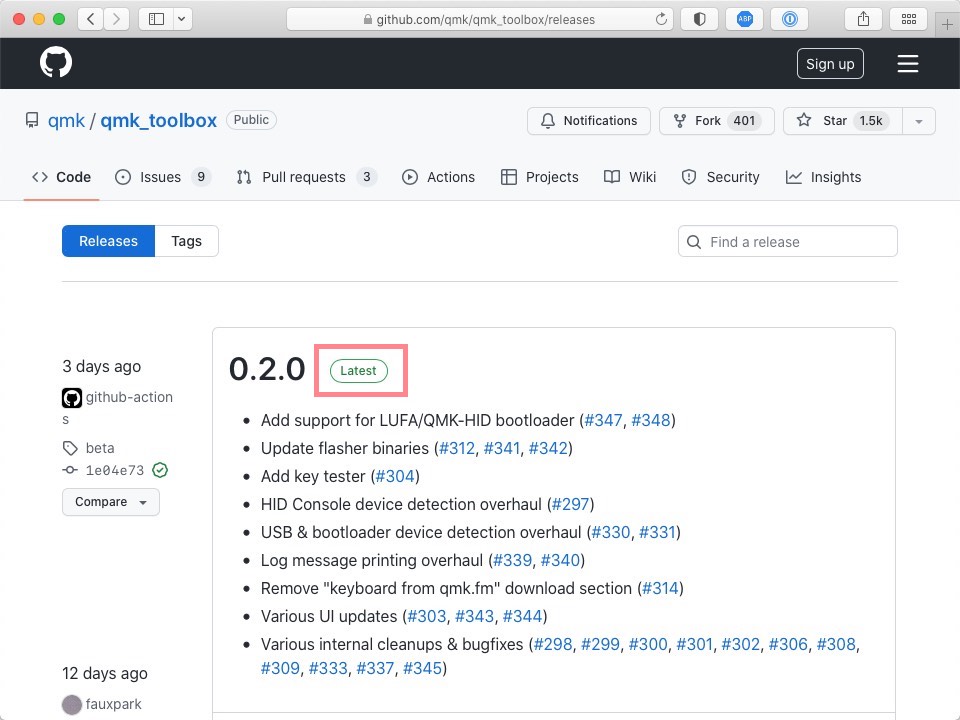 github.com/qmk/qmk_toolbox/releases
ABP
Sign up
qmk / qmk_toolbox Public
Notifications
Fork 401
Star 1.5k
Code
Issues 9
Pull requests 3
Actions
Projects
Wiki
Security
Insights
Releases
Tags
Find a release
3 days ago
github-action
s
beta
1e04e73
Compare
0.2.0 Latest
• Add support for LUFA/QMK-HID bootloader (#347, #348)
• Update flasher binaries (#312, #341, #342)
• Add key tester (#304)
• HID Console device detection overhaul (#297)
• USB & bootloader device detection overhaul (#330, #331)
• Log message printing overhaul (#339, #340)
• Remove "keyboard from qmk.fm" download section (#314)
• Various UI updates (#303, #343, #344)
• Various internal cleanups & bugfixes (#298, #299, #300, #301, #302, #306, #308,
#309, #333, #337, #345)
12 days ago
fauxpark